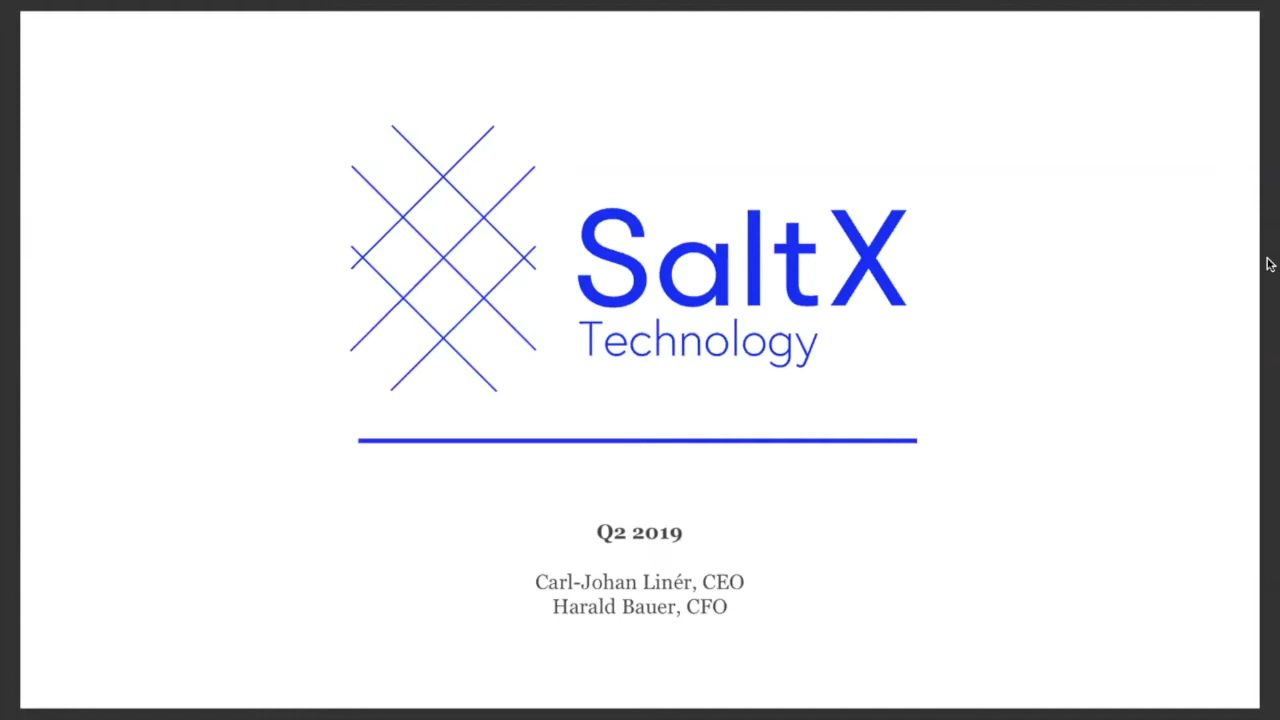 SaltX
Technology
Q2 2019
Carl-Johan Linér, CEO
Harald Bauer, CFO